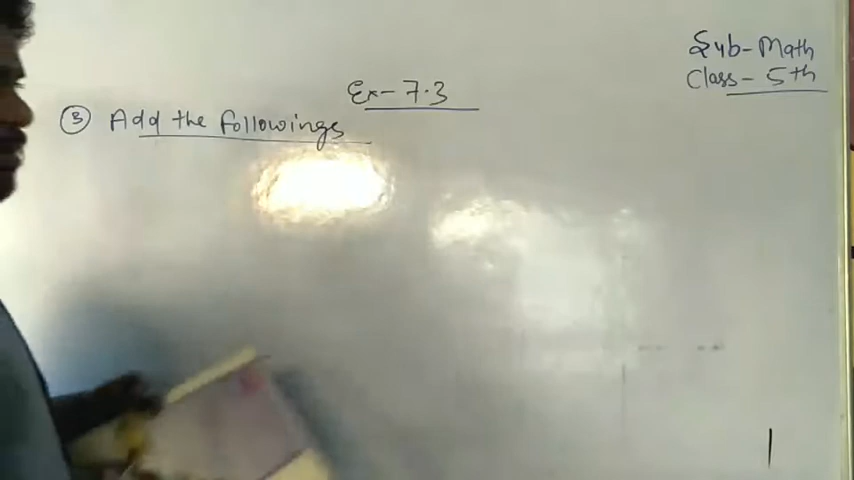 Sub-Math
Class-5th
Ex-7.3
③ Add the followings